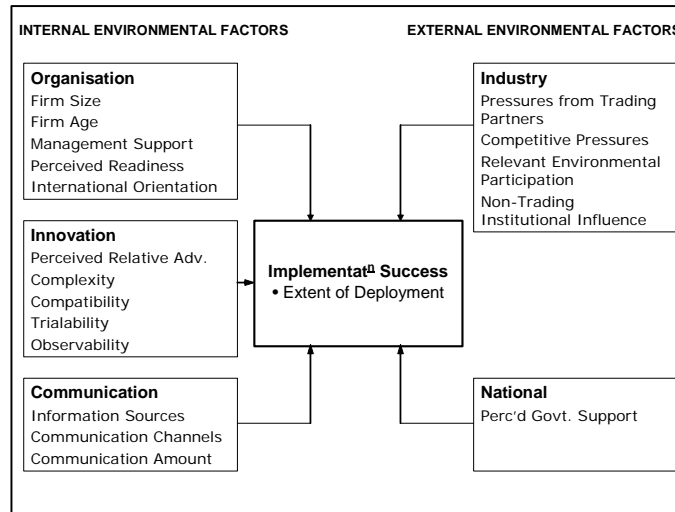 INTERNAL ENVIRONMENTAL FACTORS
EXTERNAL ENVIRONMENTAL FACTORS
Organisation
Firm Size
Firm Age
Management Support
Perceived Readiness
International Orientation
Industry
Pressures from Trading
Partners
Competitive Pressures
Relevant Environmental
Participation
Non-Trading
Institutional Influence
Innovation
Perceived Relative Adv.
Complexity
Compatibility
Trialability
Observability
Implementatⁿ Success
• Extent of Deployment
Communication
Information Sources
Communication Channels
Communication Amount
National
Perc'd Govt. Support